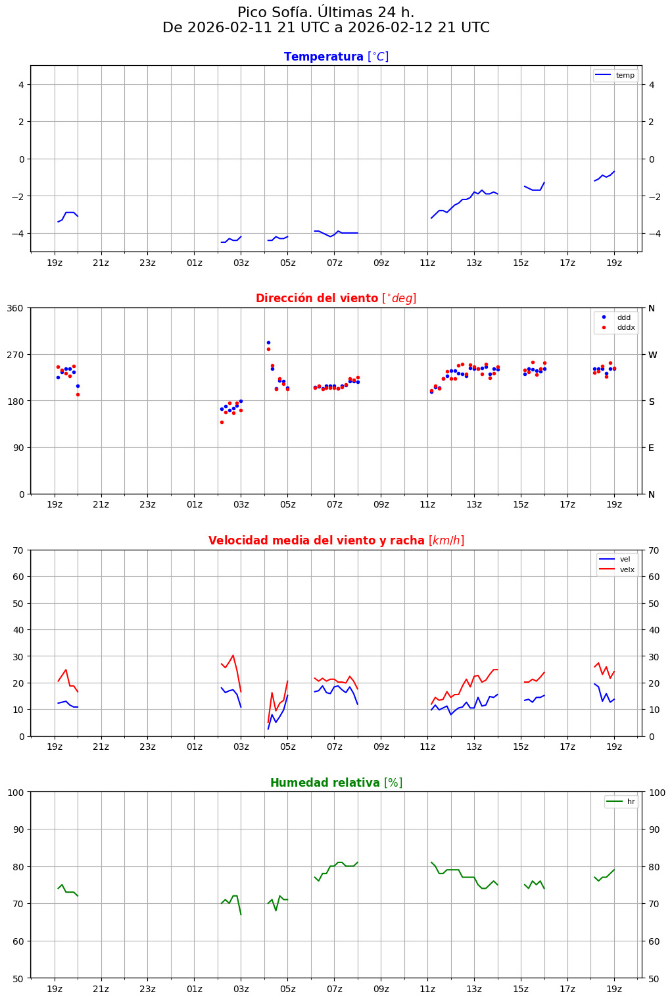 Pico Sofía. Últimas 24 h.
De 2026-02-11 21 UTC a 2026-02-12 21 UTC
Temperatura [°C]
temp
4 4
2 2
0 0
−2 −2
−4 −4
19z 21z 23z 01z 03z 05z 07z 09z 11z 13z 15z 17z 19z
Dirección del viento [°deg]
ddd
dddx
360 N
270 W
180 S
90 E
0 N
19z 21z 23z 01z 03z 05z 07z 09z 11z 13z 15z 17z 19z
Velocidad media del viento y racha [km/h]
vel
velx
70 70
60 60
50 50
40 40
30 30
20 20
10 10
0 0
19z 21z 23z 01z 03z 05z 07z 09z 11z 13z 15z 17z 19z
Humedad relativa [%]
hr
100 100
90 90
80 80
70 70
60 60
50 50
19z 21z 23z 01z 03z 05z 07z 09z 11z 13z 15z 17z 19z